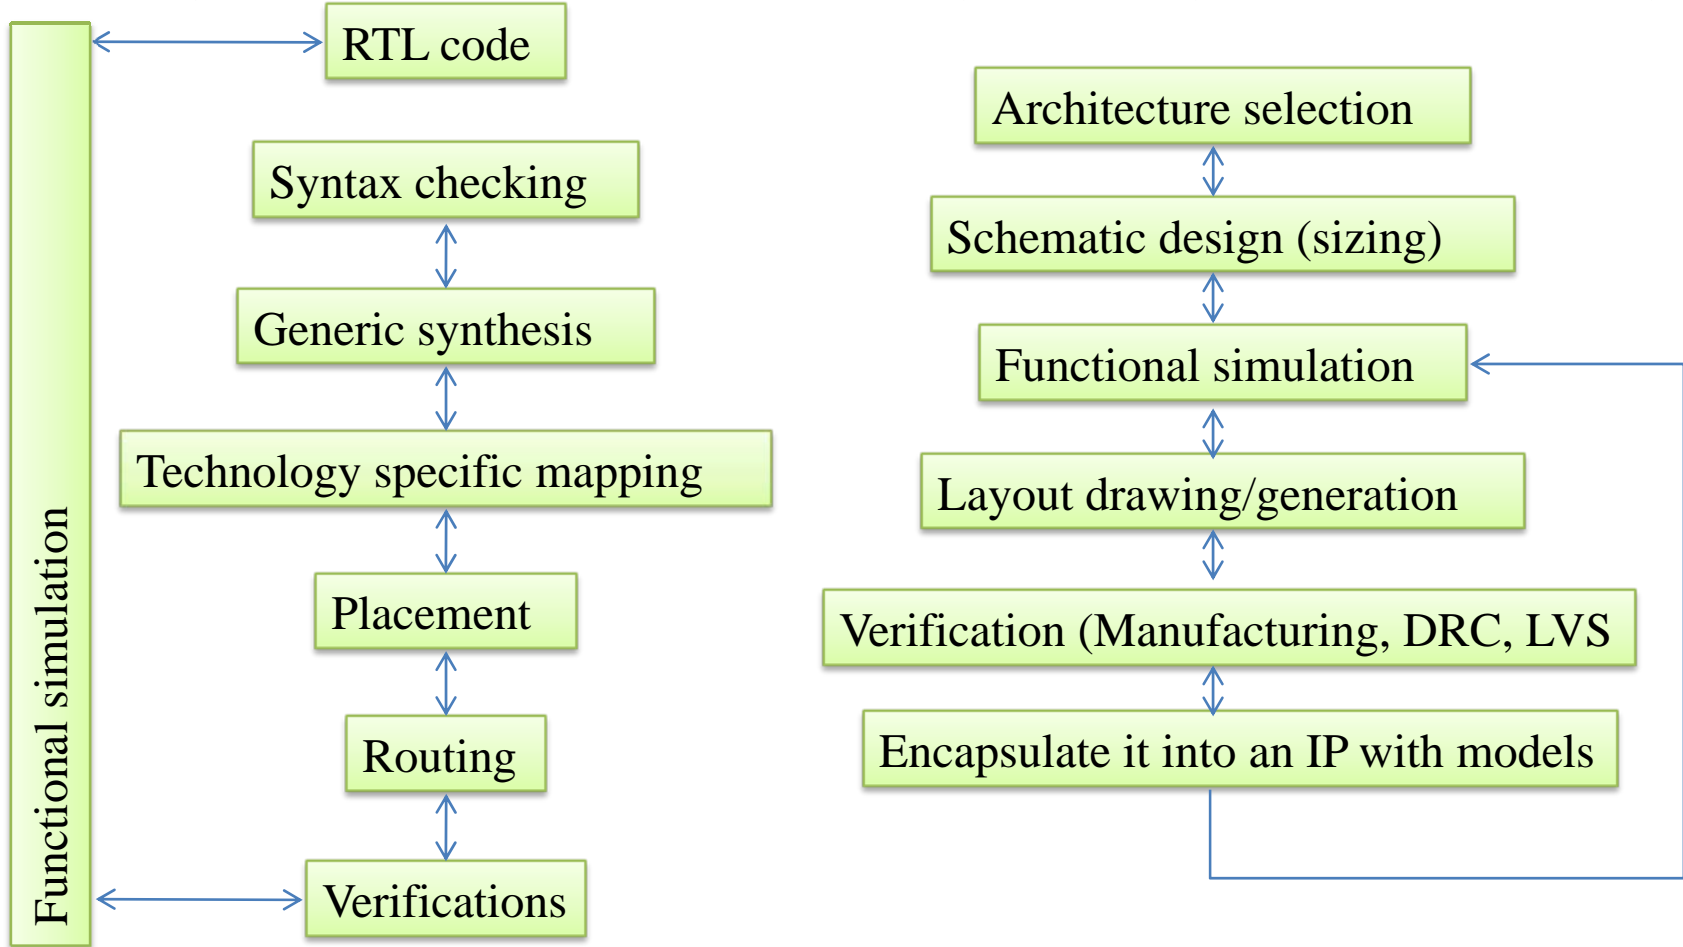 RTL code
Syntax checking
Generic synthesis
Technology specific mapping
Placement
Routing
Verifications
Functional simulation
Architecture selection
Schematic design (sizing)
Functional simulation
Layout drawing/generation
Verification (Manufacturing, DRC, LVS
Encapsulate it into an IP with models